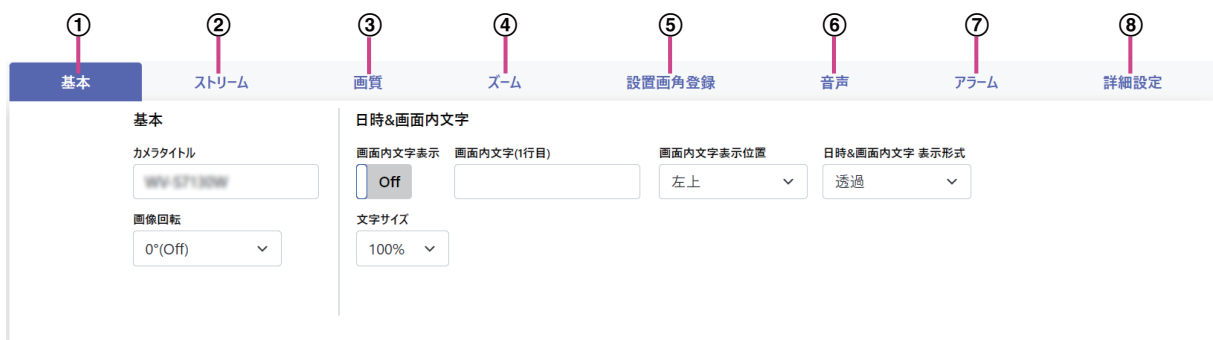 ① ② ③ ④ ⑤ ⑥ ⑦ ⑧
基本 ストリーム 画質 ズーム 設置画角登録 音声 アラーム 詳細設定
基本 日時&画面内文字
カメラタイトル 画面内文字表示 画面内文字(1行目) 画面内文字表示位置 日時&画面内文字 表示形式
Off 左上 透過
画像回転 文字サイズ
0°(Off) 100%